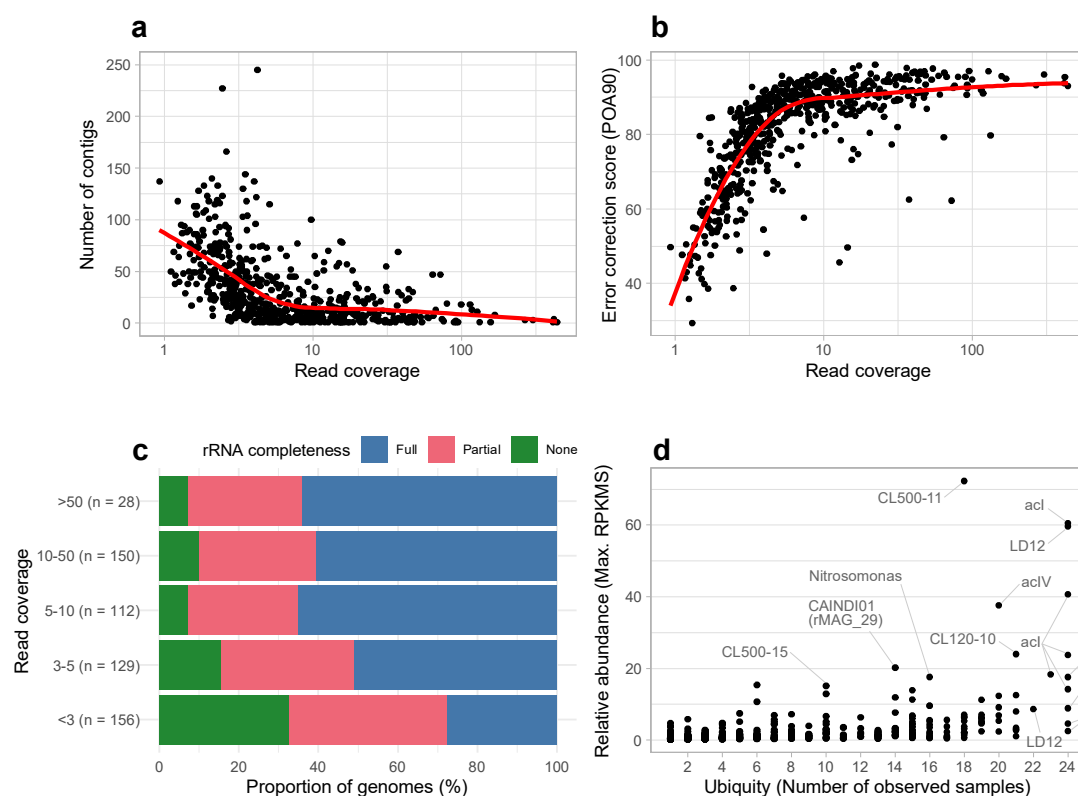 a
Number of contigs
250
200
150
100
50
0
1
10
100
Read coverage
b
Error correction score (POA90)
100
80
60
40
1
10
100
Read coverage
c
rRNA completeness
Full
Partial
None
Read coverage
>50 (n = 28)
10-50 (n = 150)
5-10 (n = 112)
3-5 (n = 129)
<3 (n = 156)
0
20
40
60
80
100
Proportion of genomes (%)
d
Relative abundance (Max. RPKMS)
60
40
20
0
CL500-11
acI
LD12
Nitrosomonas
acIV
CAINDI01
(rMAG_29)
CL120-10
acI
CL500-15
LD12
2
4
6
8
10
12
14
16
18
20
22
24
Ubiquity (Number of observed samples)